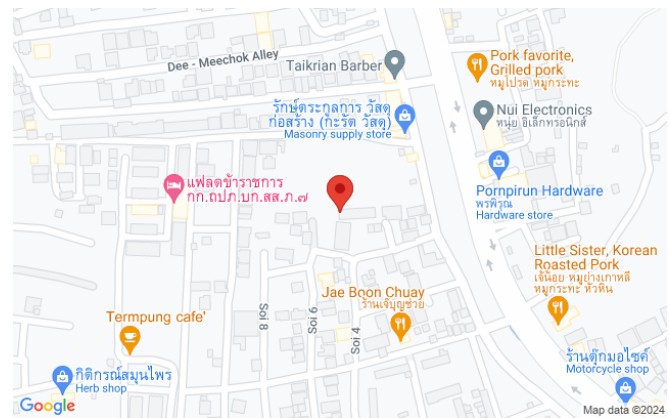 Dee - Meechok Alley
Taikrian Barber
Pork favorite,
Grilled pork
หมูโปรด หมูกระทะ
รักษ์ตระกูลการ วัสดุ
ก่อสร้าง (กะรัต วัสดุ)
Masonry supply store
Nui Electronics
หนุ่ย อิเล็กทรอนิกส์
แฟลตข้าราชการ
กก.ถปภ.บก.สส.ภ.๗
Pornpirun Hardware
พรพิรุณ
Hardware store
Little Sister, Korean
Roasted Pork
เจ๊น้อย หมูย่างเกาหลี
หมูกระทะ หัวหิน
Jae Boon Chuay
ร้านเจ๊บุญช่วย
Soi 8
Soi 6
Soi 4
Termpung cafe'
กิติกรณ์สมุนไพร
Herb shop
ร้านตุ๊กมอไซค์
Motorcycle shop
Google
Map data ©2024